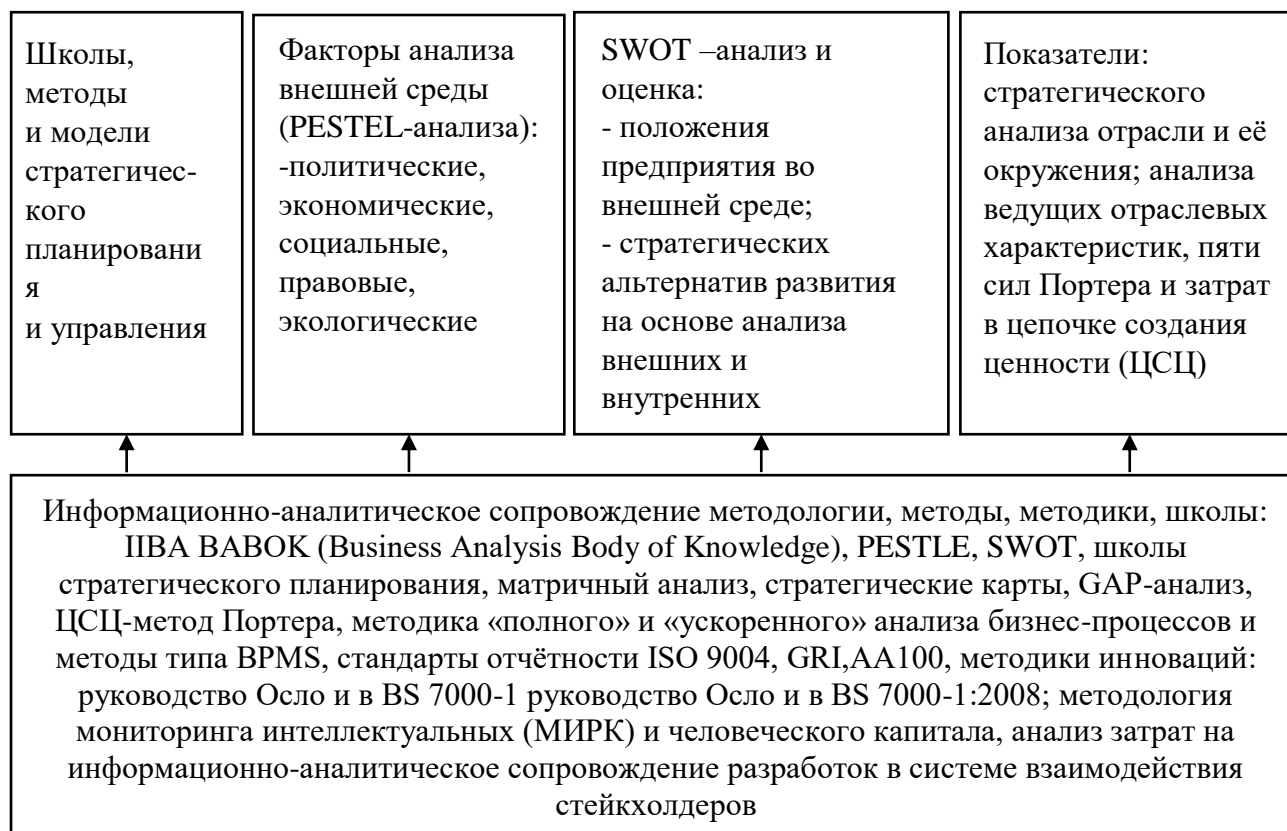 Школы,
методы
и модели
стратегичес-
кого
планировани
я
и управления
Факторы анализа
внешней среды
(PESTEL-анализа):
-политические,
экономические,
социальные,
правовые,
экологические
SWOT –анализ и
оценка:
- положения
предприятия во
внешней среде;
- стратегических
альтернатив развития
на основе анализа
внешних и
внутренних
Показатели:
стратегического
анализа отрасли и её
окружения; анализа
ведущих отраслевых
характеристик, пяти
сил Портера и затрат
в цепочке создания
ценности (ЦСЦ)
Информационно-аналитическое сопровождение методологии, методы, методики, школы:
IIBA BABOK (Business Analysis Body of Knowledge), PESTLE, SWOT, школы
стратегического планирования, матричный анализ, стратегические карты, GAP-анализ,
ЦСЦ-метод Портера, методика «полного» и «ускоренного» анализа бизнес-процессов и
методы типа BPMS, стандарты отчётности ISO 9004, GRI,AA100, методики инноваций:
руководство Осло и в BS 7000-1 руководство Осло и в BS 7000-1:2008; методология
мониторинга интеллектуальных (МИРК) и человеческого капитала, анализ затрат на
информационно-аналитическое сопровождение разработок в системе взаимодействия
стейкхолдеров